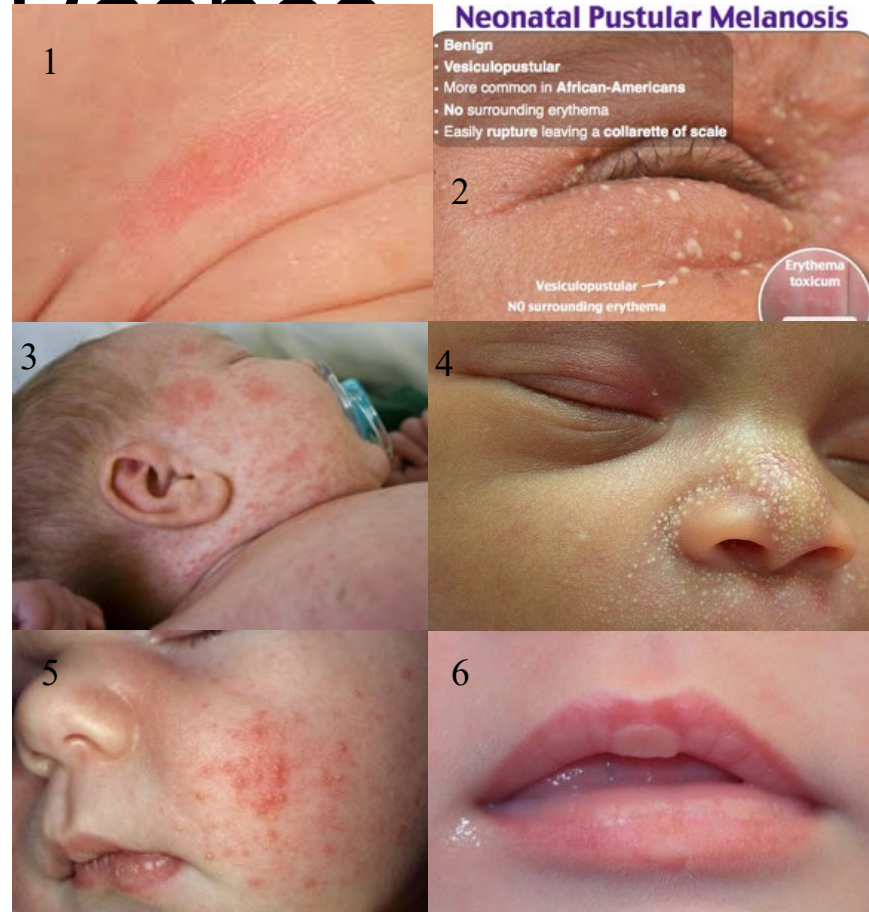 Neonatal Pustular Melanosis
1
• Benign
• Vesiculopustular
• More common in African-Americans
• No surrounding erythema
• Easily rupture leaving a collarette of scale
2
Erythema
toxicum
Vesiculopustular
NO surrounding erythema
3
4
5
6